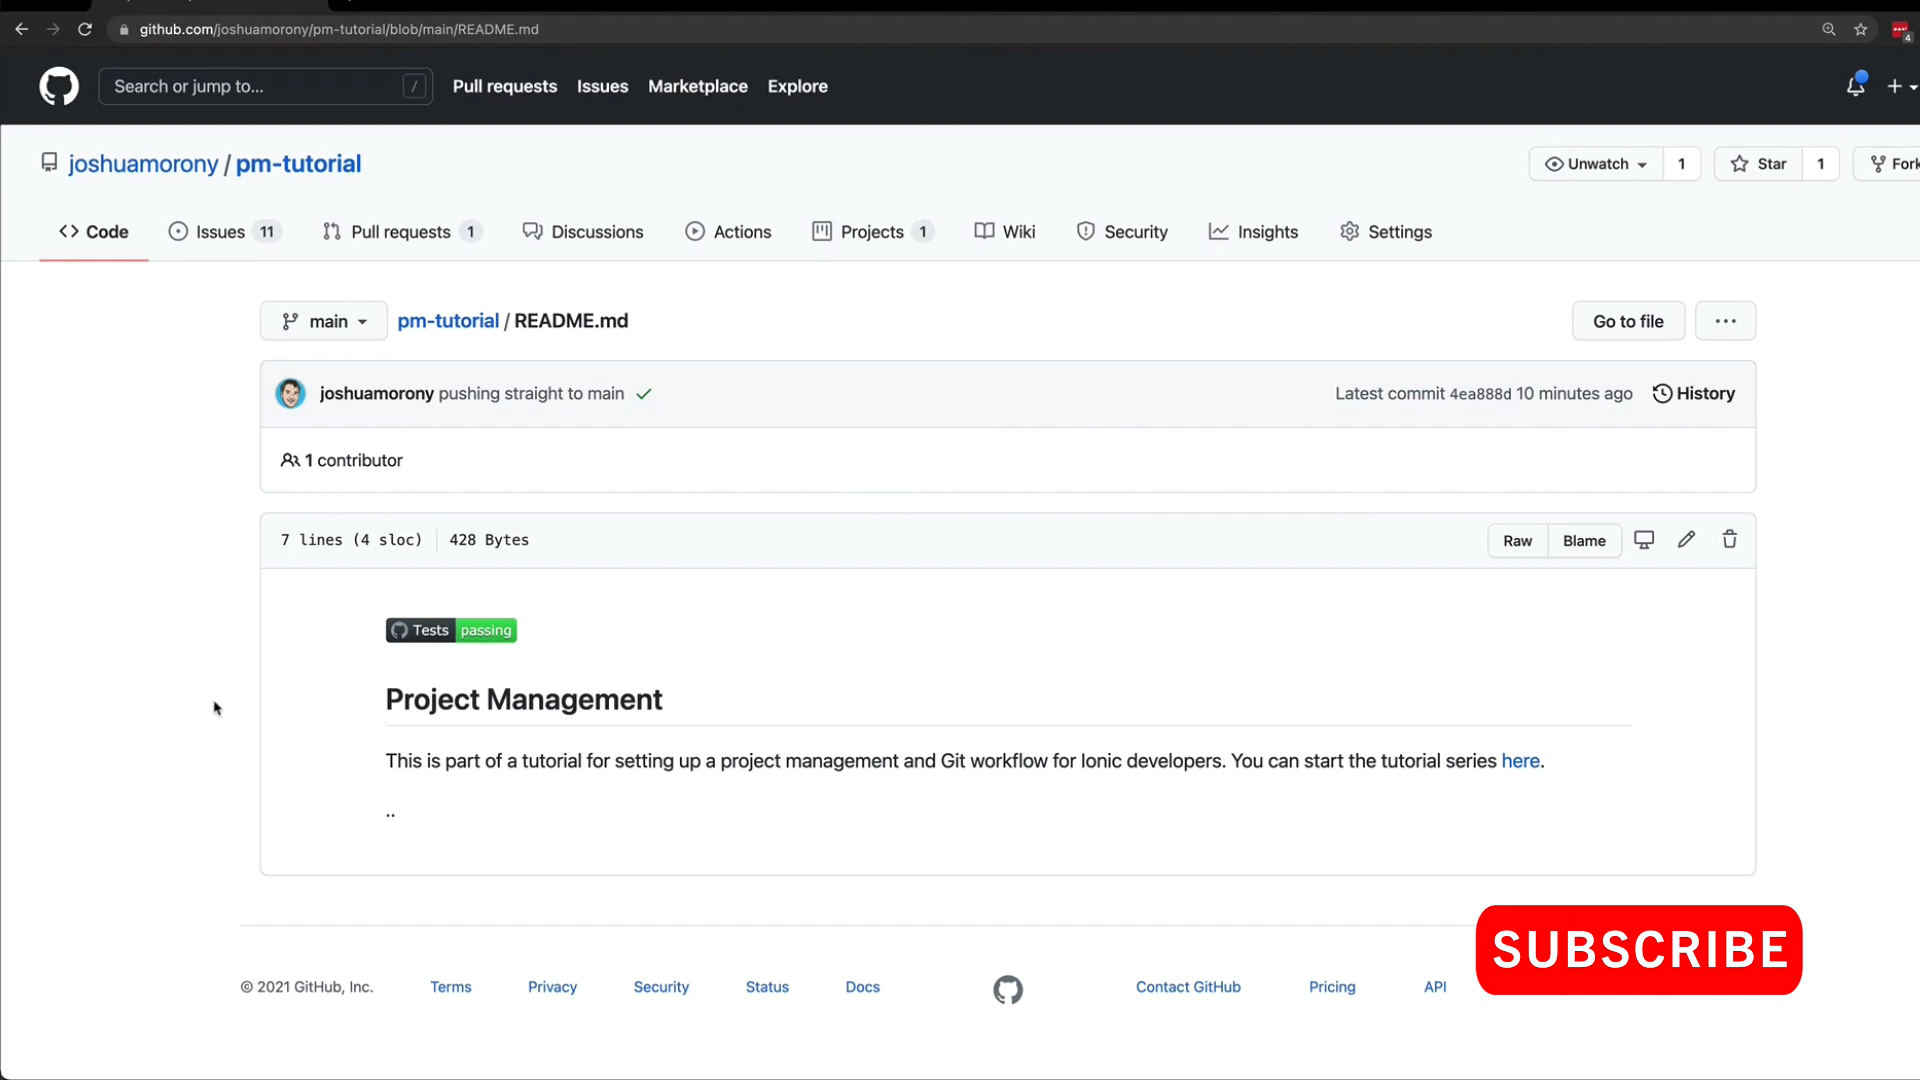 github.com/joshuamorony/pm-tutorial/blob/main/README.md
4
Search or jump to... /
Pull requests Issues Marketplace Explore
joshuamorony / pm-tutorial
Unwatch 1 Star 1 Fork
Code Issues 11 Pull requests 1 Discussions Actions Projects 1 Wiki Security Insights Settings
main pm-tutorial / README.md Go to file ...
joshuamorony pushing straight to main Latest commit 4ea888d 10 minutes ago History
1 contributor
7 lines (4 sloc) 428 Bytes Raw Blame
Tests passing
Project Management
This is part of a tutorial for setting up a project management and Git workflow for Ionic developers. You can start the tutorial series here.
..
SUBSCRIBE
© 2021 GitHub, Inc. Terms Privacy Security Status Docs Contact GitHub Pricing API